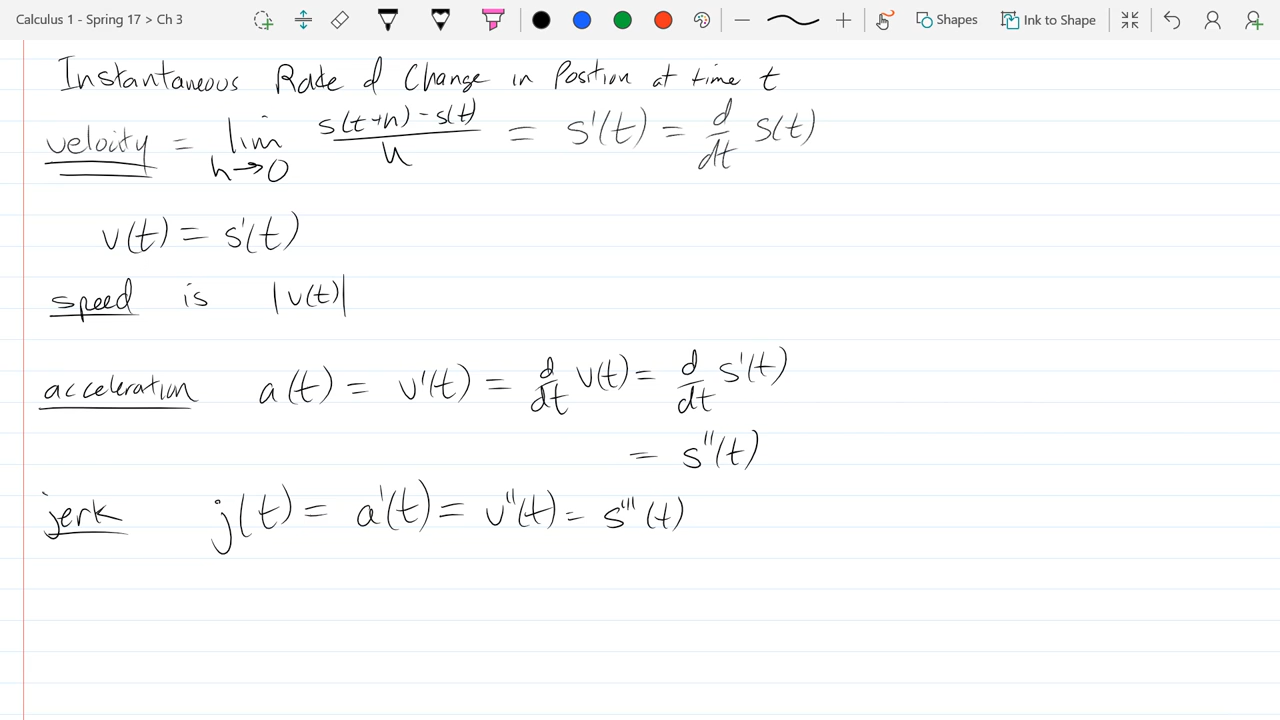 Calculus 1 - Spring 17 > Ch 3
Shapes
Ink to Shape
Instantaneous Rate of Change in Position at time t
velocity = lim h→0 (s(t+h) - s(t))/h = s'(t) = d/dt s(t)
v(t) = s'(t)
speed is |v(t)|
acceleration a(t) = v'(t) = d/dt v(t) = d/dt s'(t)
= s''(t)
jerk j(t) = a'(t) = v''(t) = s'''(t)